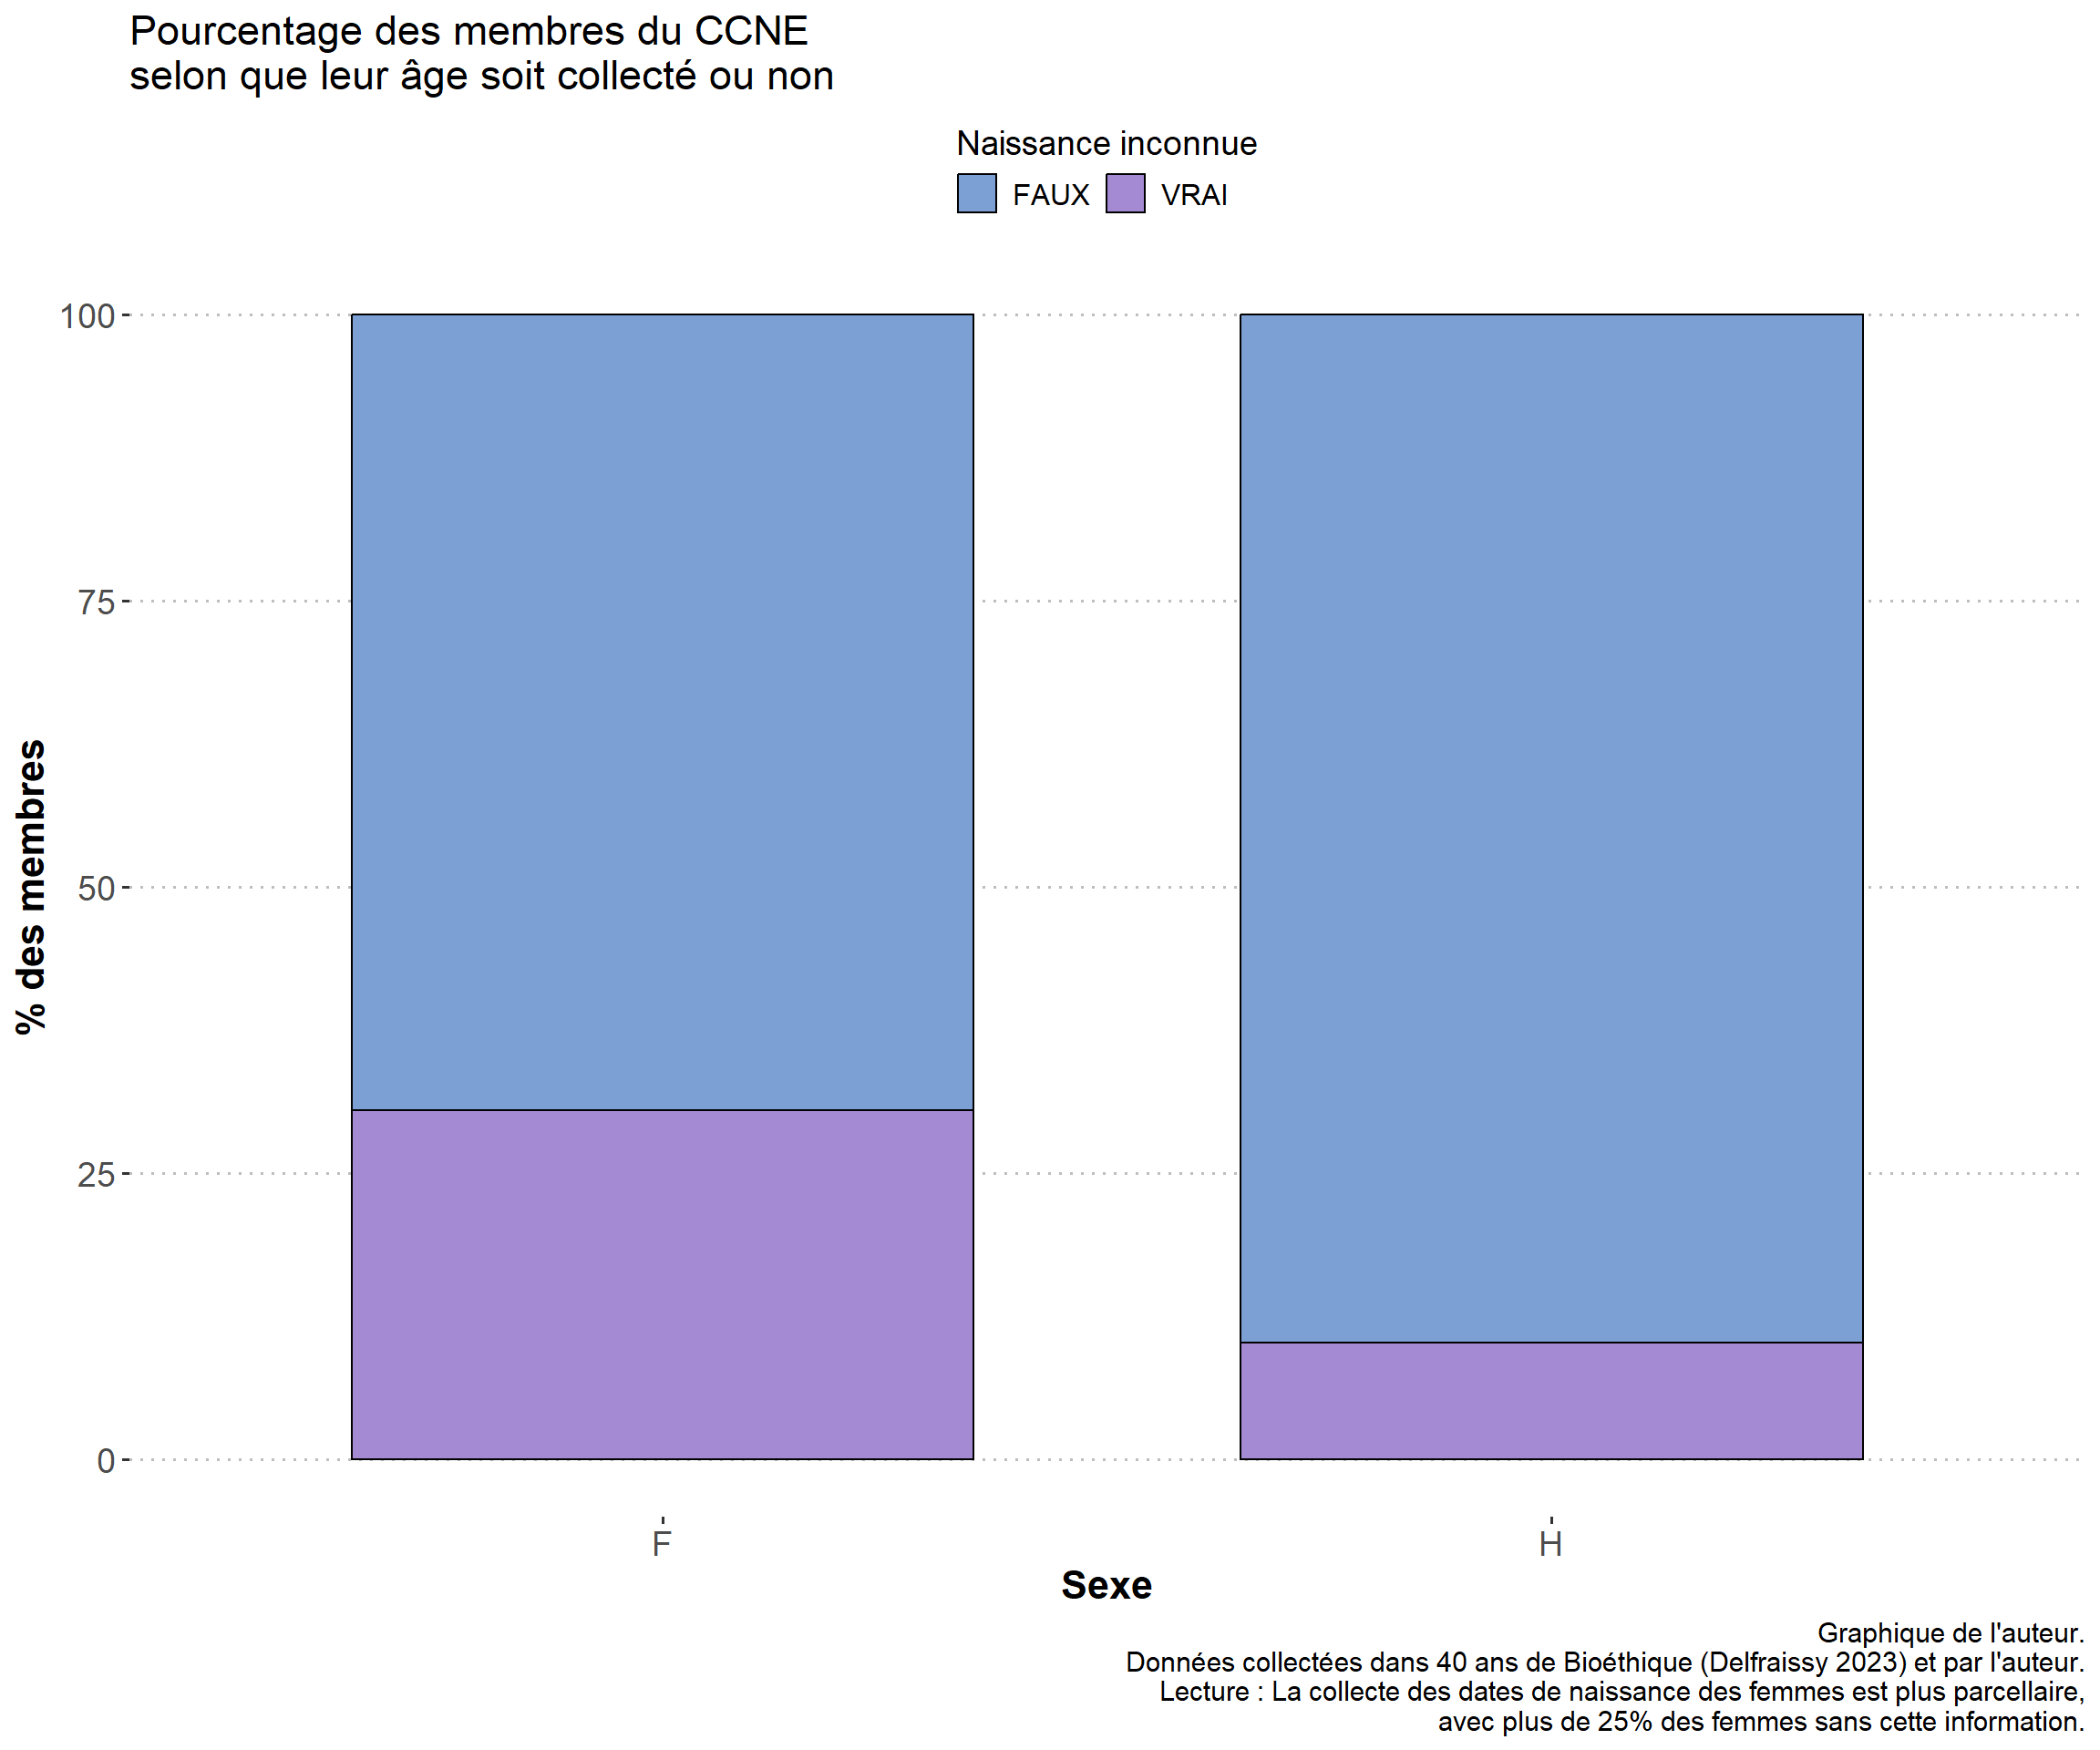 Pourcentage des membres du CCNE
selon que leur âge soit collecté ou non
Naissance inconnue
FAUX VRAI
100
75
50
25
0
% des membres
F H
Sexe
Graphique de l'auteur.
Données collectées dans 40 ans de Bioéthique (Delfraissy 2023) et par l'auteur.
Lecture : La collecte des dates de naissance des femmes est plus parcellaire,
avec plus de 25% des femmes sans cette information.